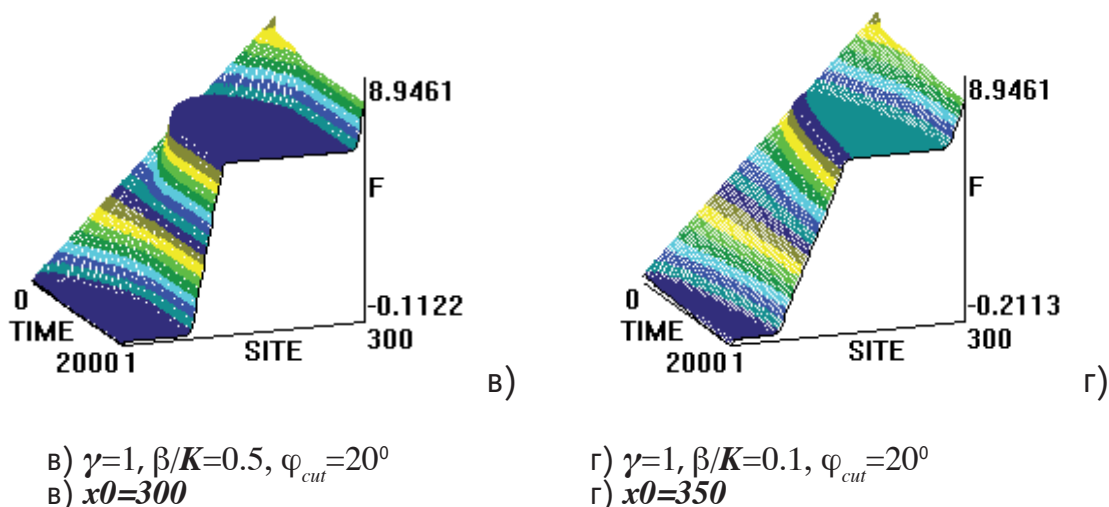 8.9461
F
-0.1122
0
TIME
20001
SITE
300
в)
8.9461
F
-0.2113
0
TIME
20001
SITE
300
г)
в) γ=1, β/K=0.5, φcut=20⁰
в) x0=300
г) γ=1, β/K=0.1, φcut=20⁰
г) x0=350